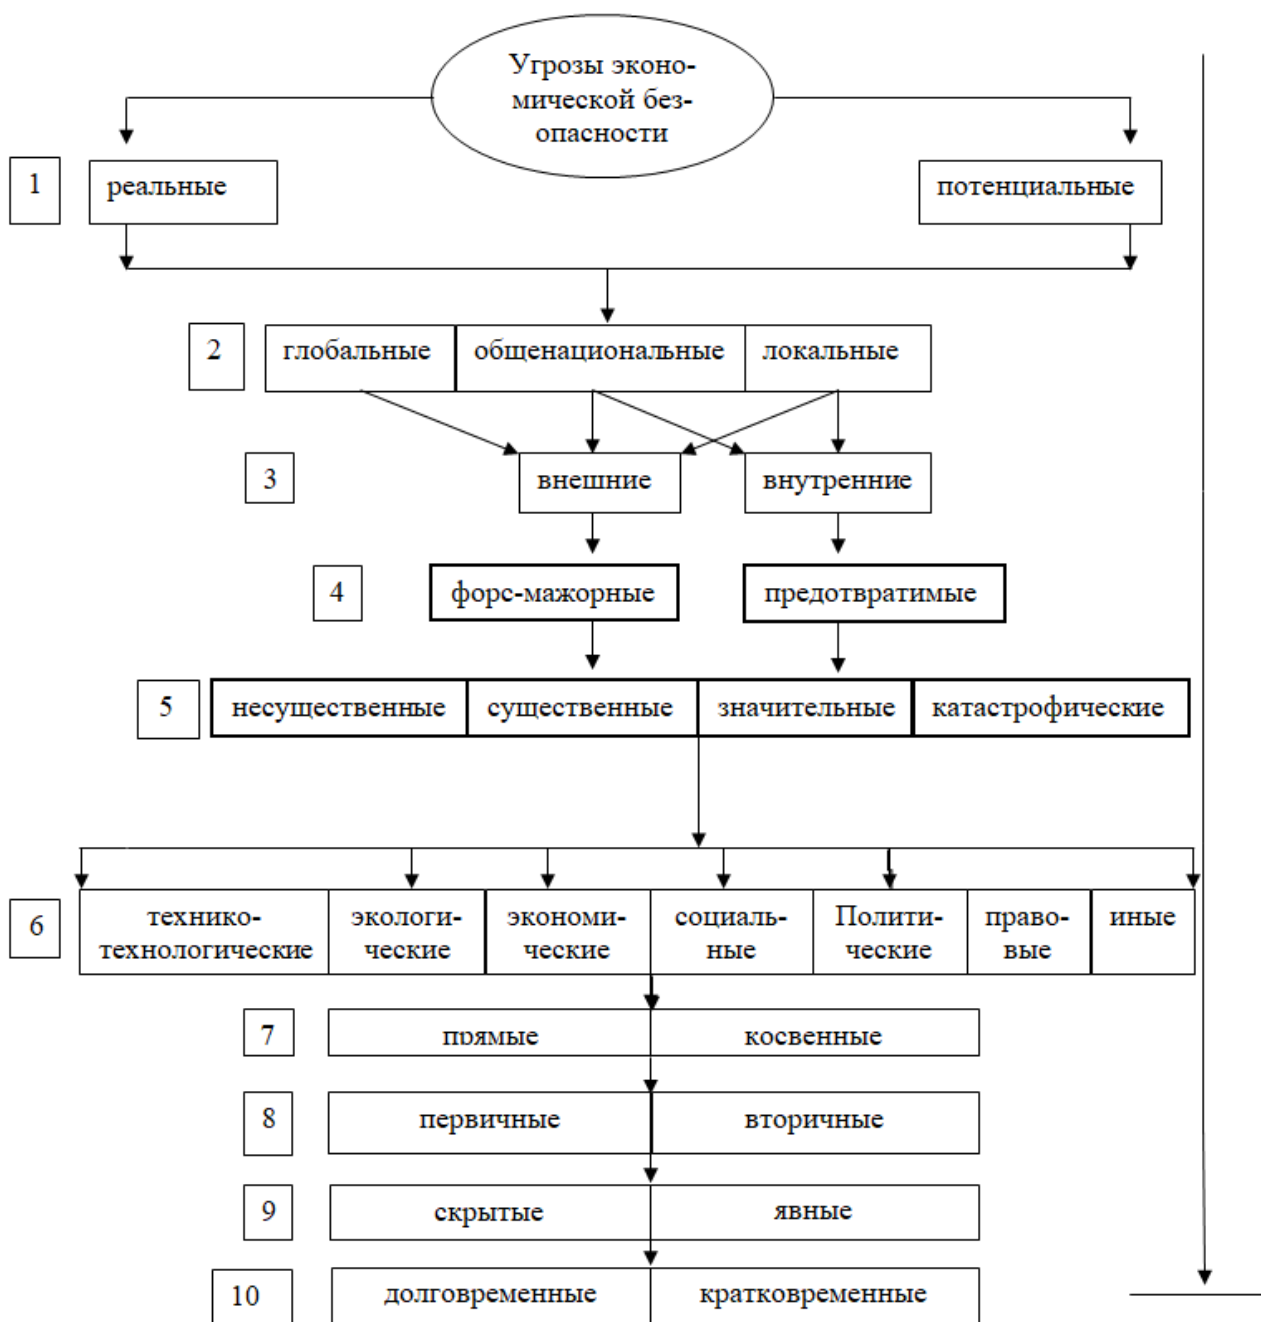 Угрозы эконо-
мической без-
опасности
1 реальные потенциальные
2 глобальные общенациональные локальные
3 внешние внутренние
4 форс-мажорные предотвратимые
5 несущественные существенные значительные катастрофические
6 технико- экологи- экономи- социаль- Полити- право- иные
технологические ческие ческие ные ческие вые
7 прямые косвенные
8 первичные вторичные
9 скрытые явные
10 долговременные кратковременные